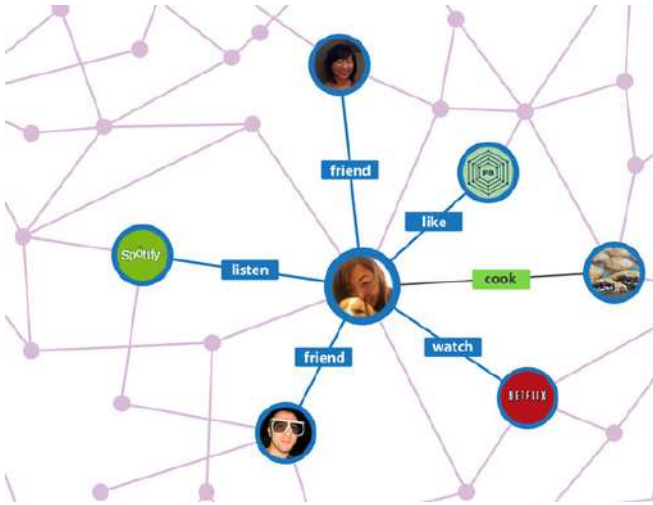 friend
like
Spotify
listen
cook
friend
watch
NETFLIX